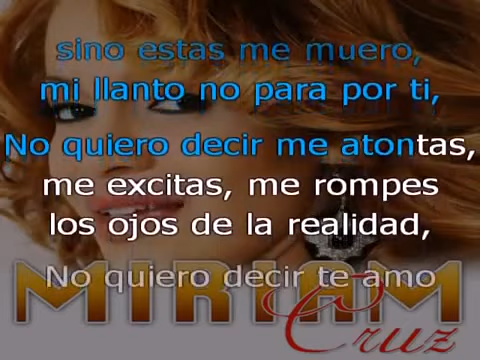 sino estas me muero,
mi llanto no para por ti,
No quiero decir me atontas,
me excitas, me rompes
los ojos de la realidad,
No quiero decir te amo
MIRIAM
Cruz